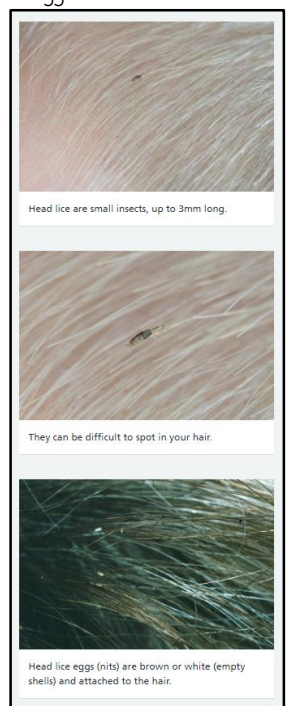 Head lice are small insects, up to 3mm long.
They can be difficult to spot in your hair.
Head lice eggs (nits) are brown or white (empty
shells) and attached to the hair.